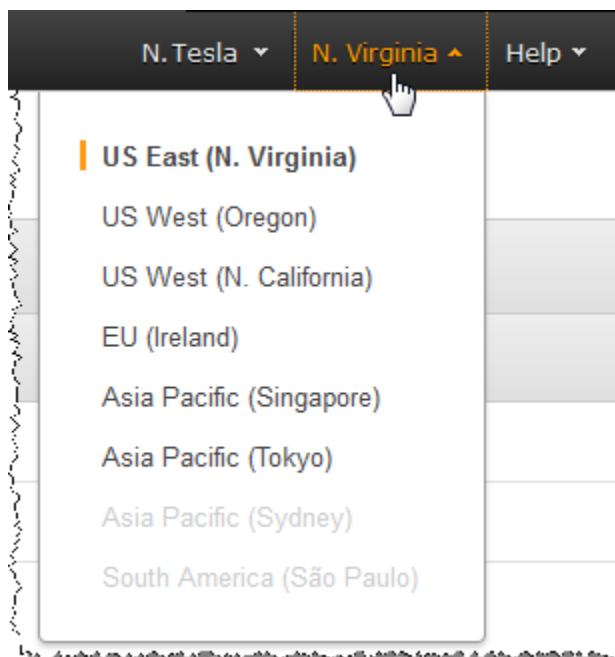 N. Tesla N. Virginia Help
US East (N. Virginia)
US West (Oregon)
US West (N. California)
EU (Ireland)
Asia Pacific (Singapore)
Asia Pacific (Tokyo)
Asia Pacific (Sydney)
South America (São Paulo)